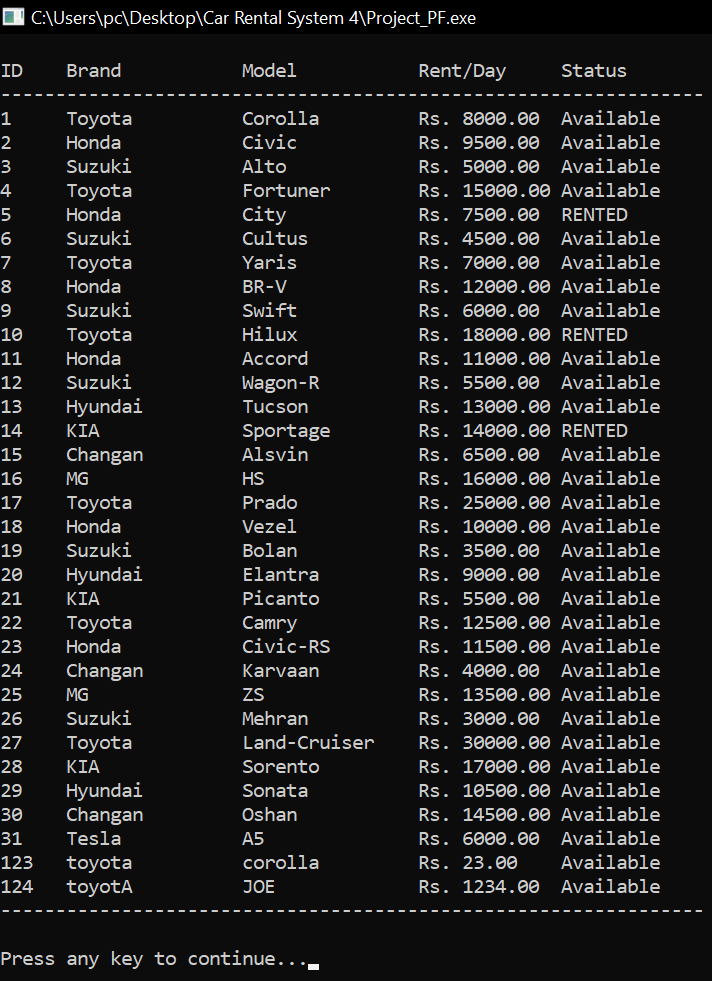 C:\Users\pc\Desktop\Car Rental System 4\Project_PF.exe
ID Brand Model Rent/Day Status
----------------------------------------------------------------
1 Toyota Corolla Rs. 8000.00 Available
2 Honda Civic Rs. 9500.00 Available
3 Suzuki Alto Rs. 5000.00 Available
4 Toyota Fortuner Rs. 15000.00 Available
5 Honda City Rs. 7500.00 RENTED
6 Suzuki Cultus Rs. 4500.00 Available
7 Toyota Yaris Rs. 7000.00 Available
8 Honda BR-V Rs. 12000.00 Available
9 Suzuki Swift Rs. 6000.00 Available
10 Toyota Hilux Rs. 18000.00 RENTED
11 Honda Accord Rs. 11000.00 Available
12 Suzuki Wagon-R Rs. 5500.00 Available
13 Hyundai Tucson Rs. 13000.00 Available
14 KIA Sportage Rs. 14000.00 RENTED
15 Changan Alsvin Rs. 6500.00 Available
16 MG HS Rs. 16000.00 Available
17 Toyota Prado Rs. 25000.00 Available
18 Honda Vezel Rs. 10000.00 Available
19 Suzuki Bolan Rs. 3500.00 Available
20 Hyundai Elantra Rs. 9000.00 Available
21 KIA Picanto Rs. 5500.00 Available
22 Toyota Camry Rs. 12500.00 Available
23 Honda Civic-RS Rs. 11500.00 Available
24 Changan Karvaan Rs. 4000.00 Available
25 MG ZS Rs. 13500.00 Available
26 Suzuki Mehran Rs. 3000.00 Available
27 Toyota Land-Cruiser Rs. 30000.00 Available
28 KIA Sorento Rs. 17000.00 Available
29 Hyundai Sonata Rs. 10500.00 Available
30 Changan Oshan Rs. 14500.00 Available
31 Tesla A5 Rs. 6000.00 Available
123 toyota corolla Rs. 23.00 Available
124 toyotA JOE Rs. 1234.00 Available
----------------------------------------------------------------
Press any key to continue...